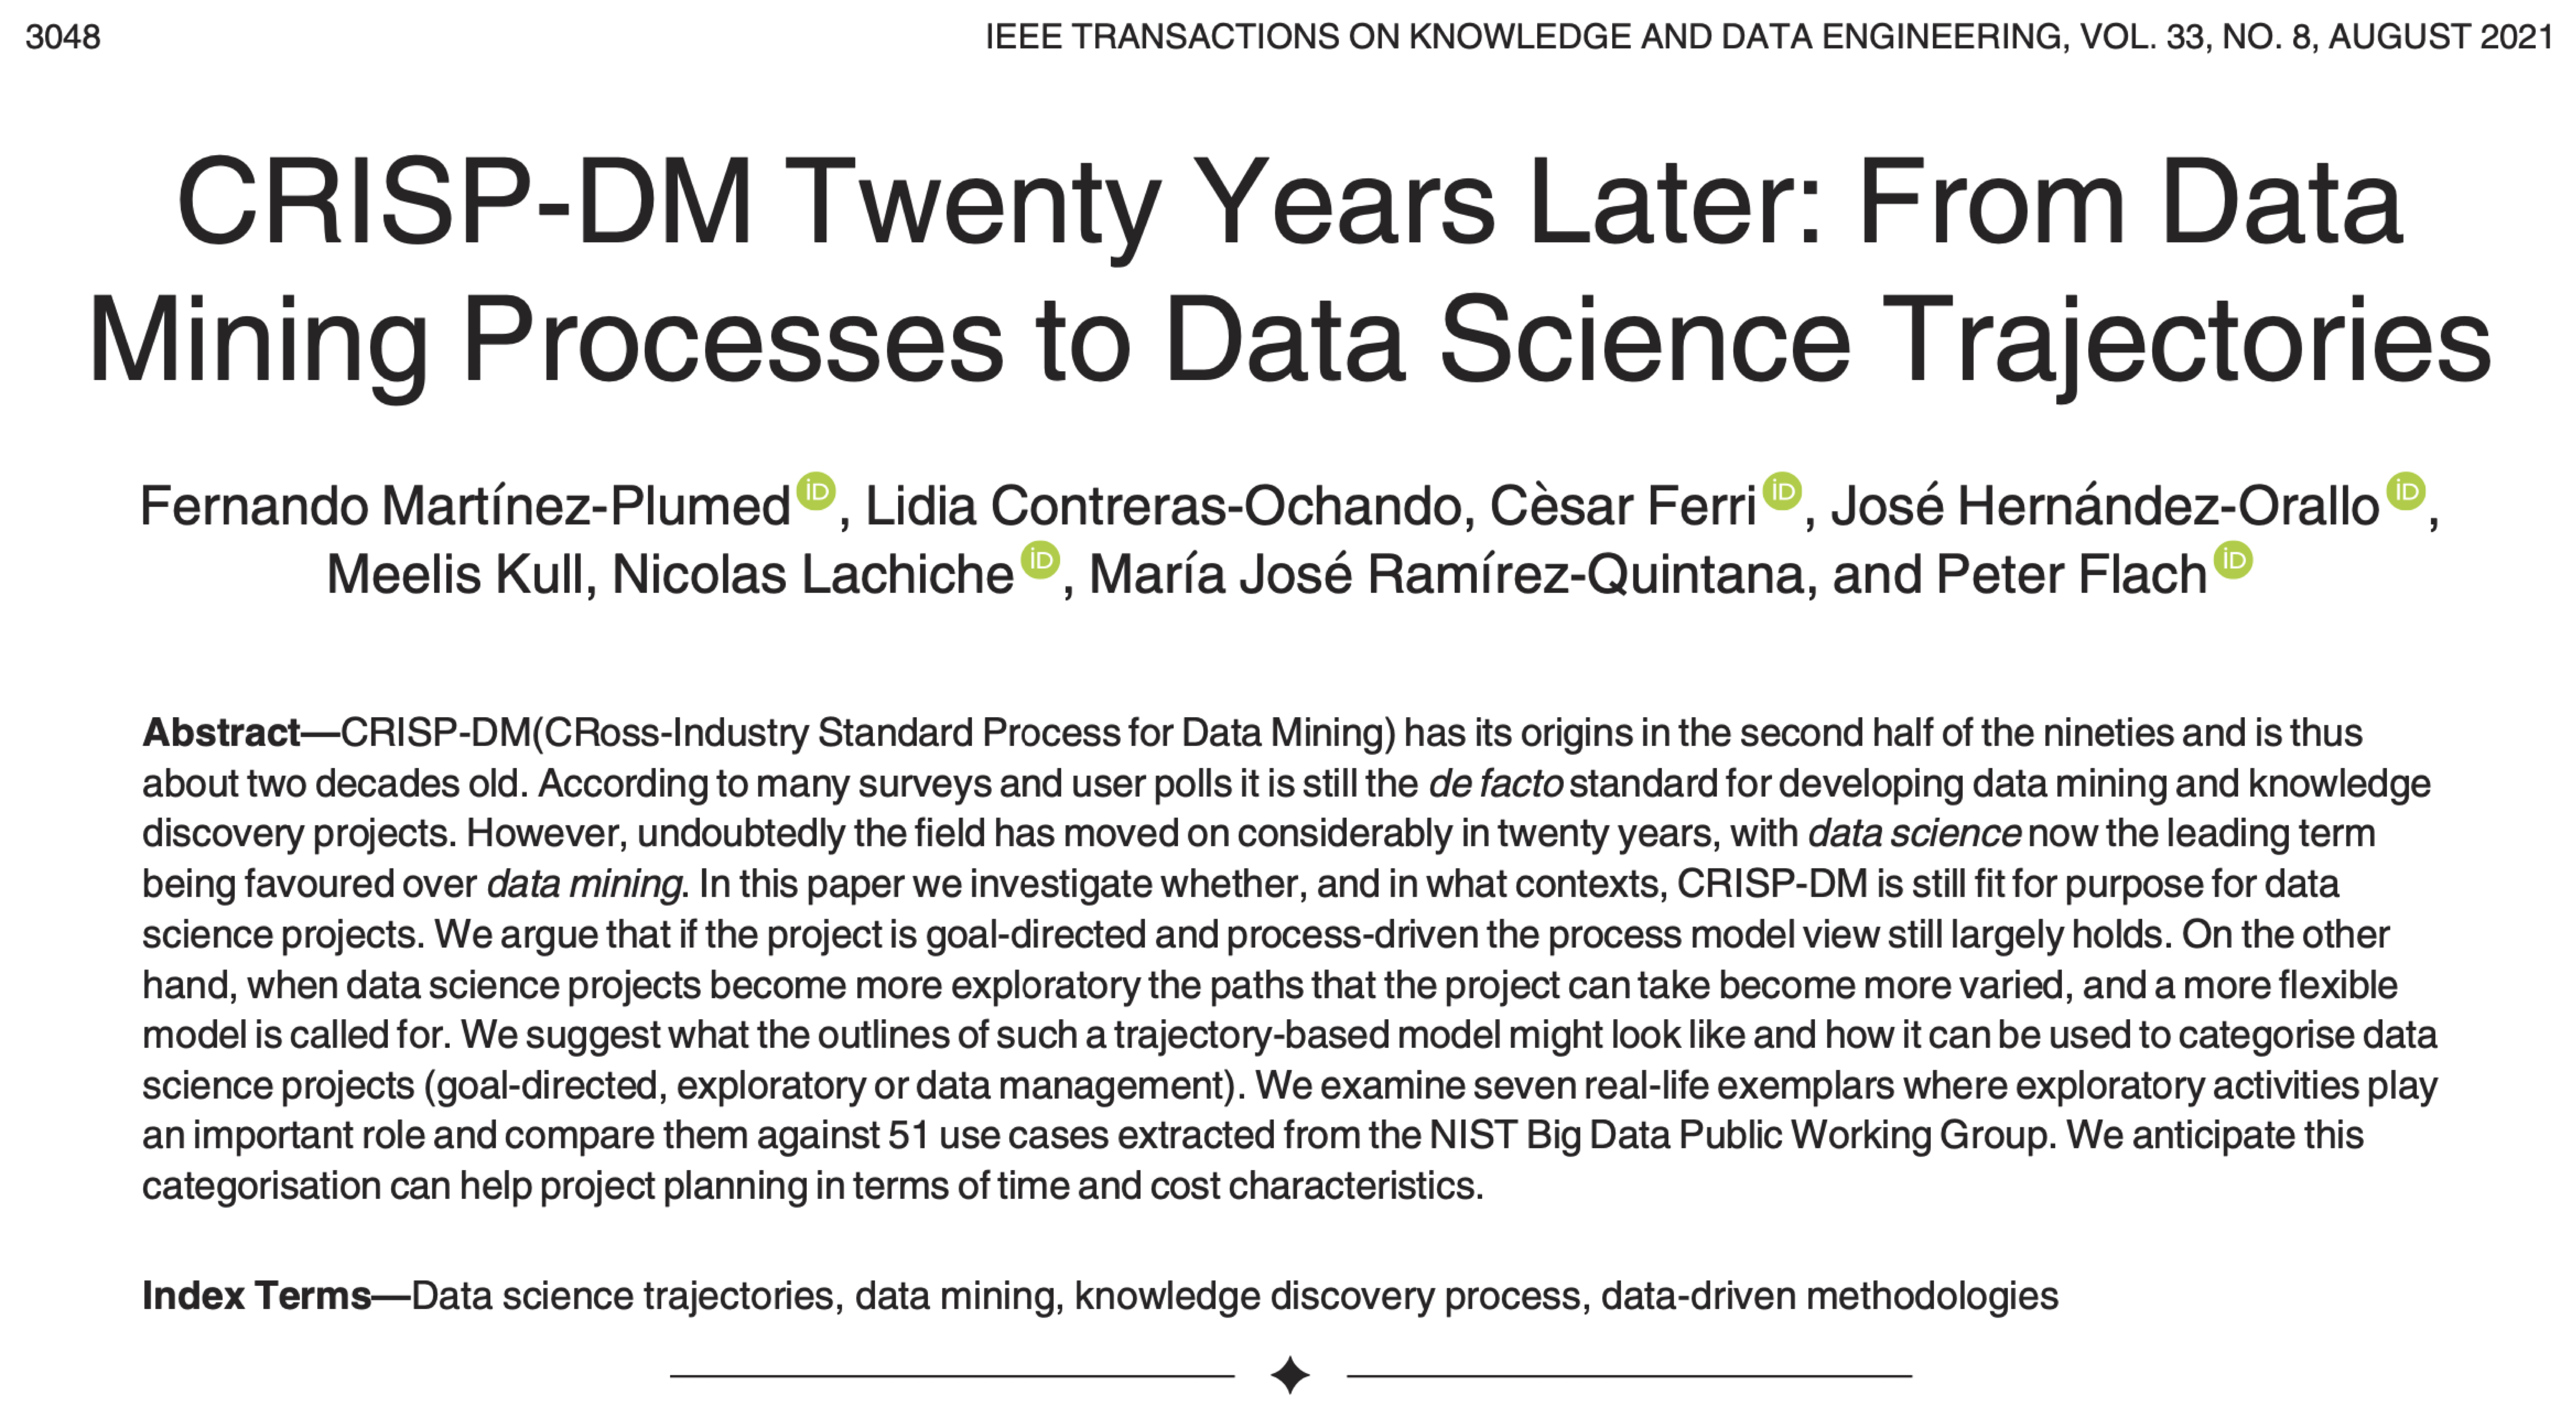 3048
IEEE TRANSACTIONS ON KNOWLEDGE AND DATA ENGINEERING, VOL. 33, NO. 8, AUGUST 2021
CRISP-DM Twenty Years Later: From Data
Mining Processes to Data Science Trajectories
Fernando Martínez-Plumed iD, Lidia Contreras-Ochando, Cèsar Ferri iD, José Hernández-Orallo iD,
Meelis Kull, Nicolas Lachiche iD, María José Ramírez-Quintana, and Peter Flach iD
Abstract—CRISP-DM(CRoss-Industry Standard Process for Data Mining) has its origins in the second half of the nineties and is thus
about two decades old. According to many surveys and user polls it is still the de facto standard for developing data mining and knowledge
discovery projects. However, undoubtedly the field has moved on considerably in twenty years, with data science now the leading term
being favoured over data mining. In this paper we investigate whether, and in what contexts, CRISP-DM is still fit for purpose for data
science projects. We argue that if the project is goal-directed and process-driven the process model view still largely holds. On the other
hand, when data science projects become more exploratory the paths that the project can take become more varied, and a more flexible
model is called for. We suggest what the outlines of such a trajectory-based model might look like and how it can be used to categorise data
science projects (goal-directed, exploratory or data management). We examine seven real-life exemplars where exploratory activities play
an important role and compare them against 51 use cases extracted from the NIST Big Data Public Working Group. We anticipate this
categorisation can help project planning in terms of time and cost characteristics.
Index Terms—Data science trajectories, data mining, knowledge discovery process, data-driven methodologies